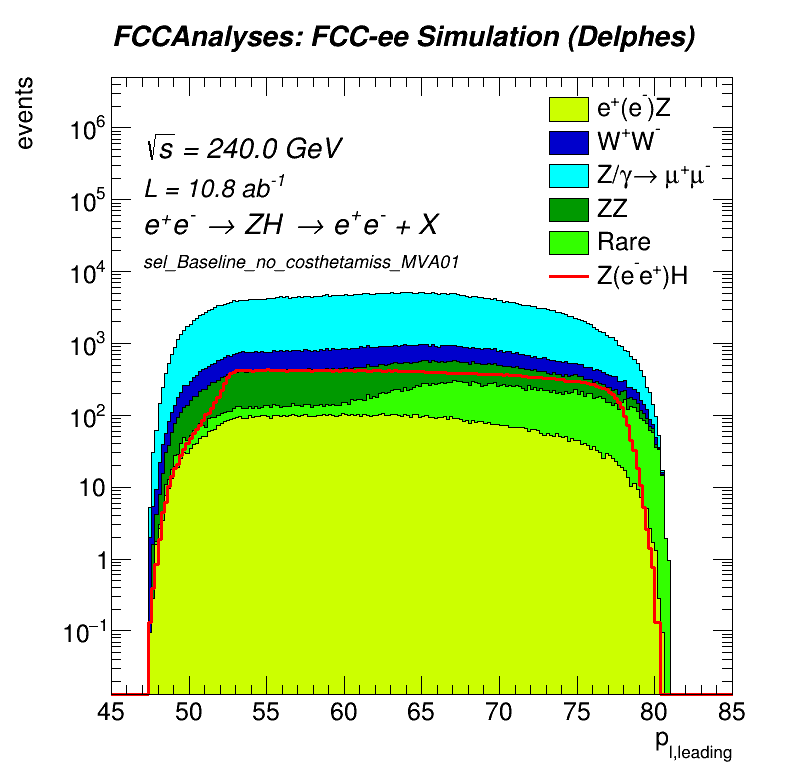 FCCAnalyses: FCC-ee Simulation (Delphes)
events
√s = 240.0 GeV
L = 10.8 ab⁻¹
e⁺e⁻ → ZH → e⁺e⁻ + X
sel_Baseline_no_costhetamiss_MVA01
e⁺(e⁻)Z
W⁺W⁻
Z/γ→ μ⁺μ⁻
ZZ
Rare
Z(e⁻e⁺)H
10⁶
10⁵
10⁴
10³
10²
10
1
10⁻¹
45 50 55 60 65 70 75 80 85
p_l,leading